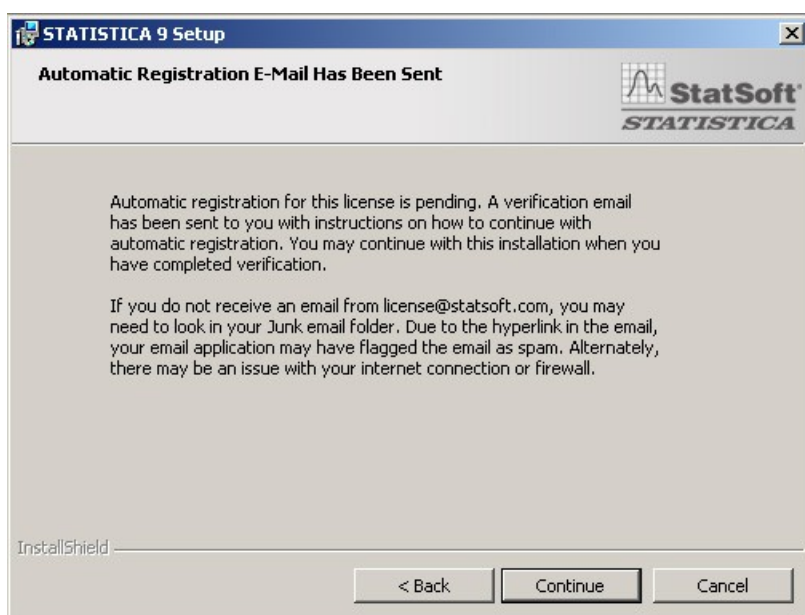 STATISTICA 9 Setup
Automatic Registration E-Mail Has Been Sent
StatSoft
STATISTICA
Automatic registration for this license is pending. A verification email
has been sent to you with instructions on how to continue with
automatic registration. You may continue with this installation when you
have completed verification.
If you do not receive an email from license@statsoft.com, you may
need to look in your Junk email folder. Due to the hyperlink in the email,
your email application may have flagged the email as spam. Alternately,
there may be an issue with your internet connection or firewall.
InstallShield
< Back Continue Cancel